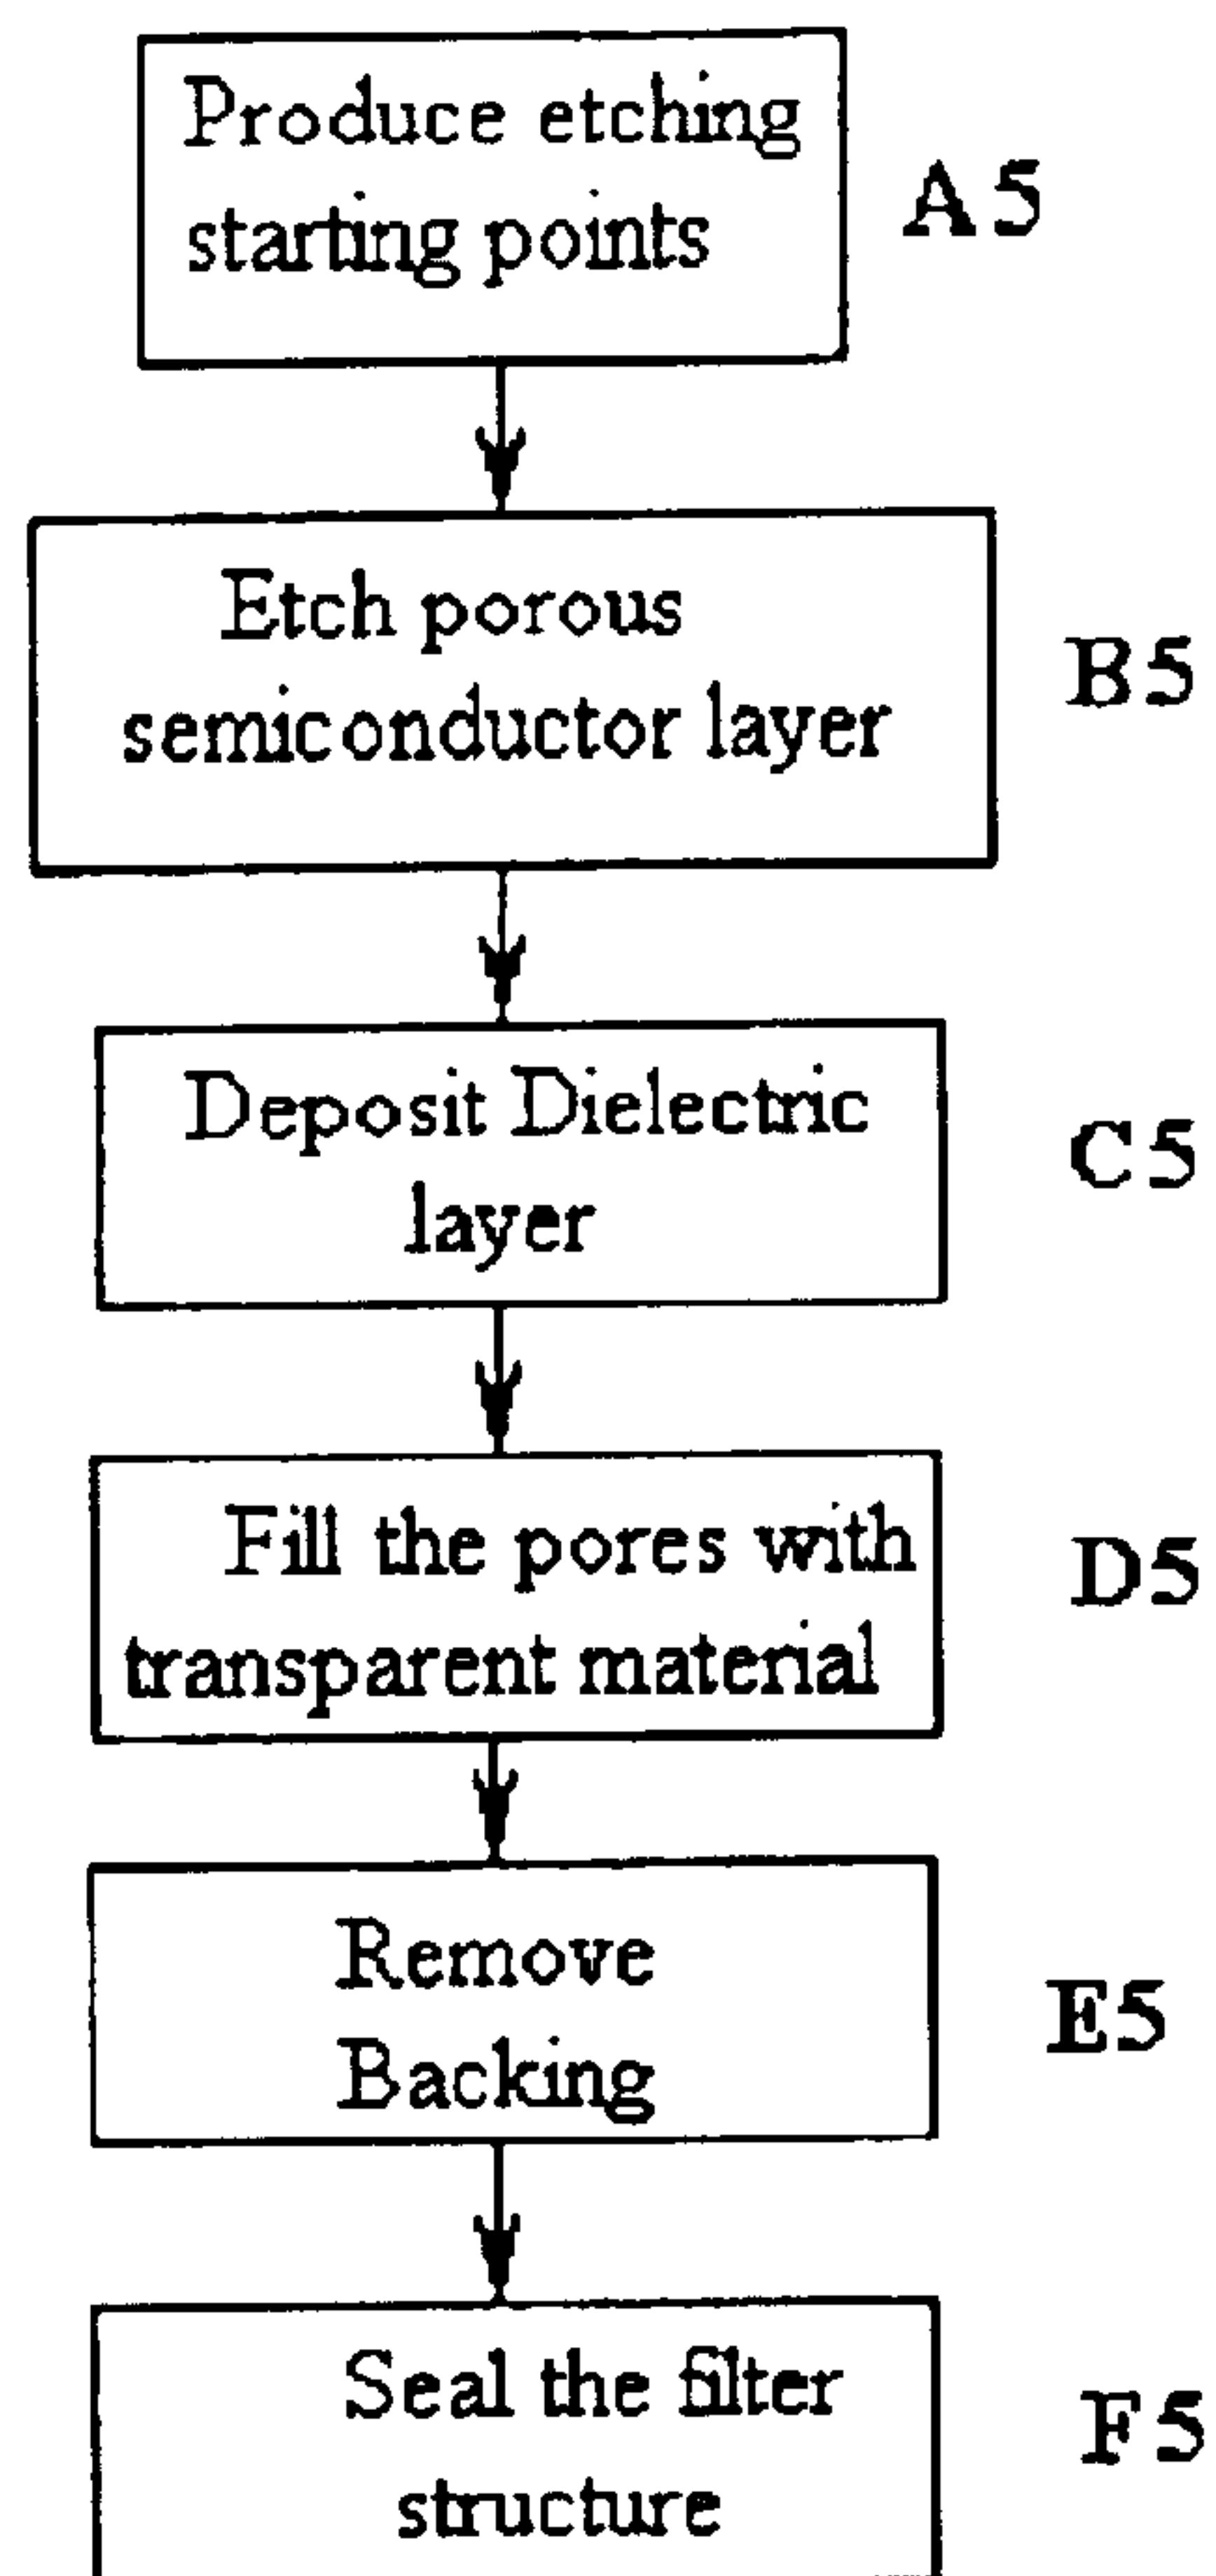 Produce etching
starting points
A5
Etch porous
semiconductor layer
B5
Deposit Dielectric
layer
C5
Fill the pores with
transparent material
D5
Remove
Backing
E5
Seal the filter
structure
F5